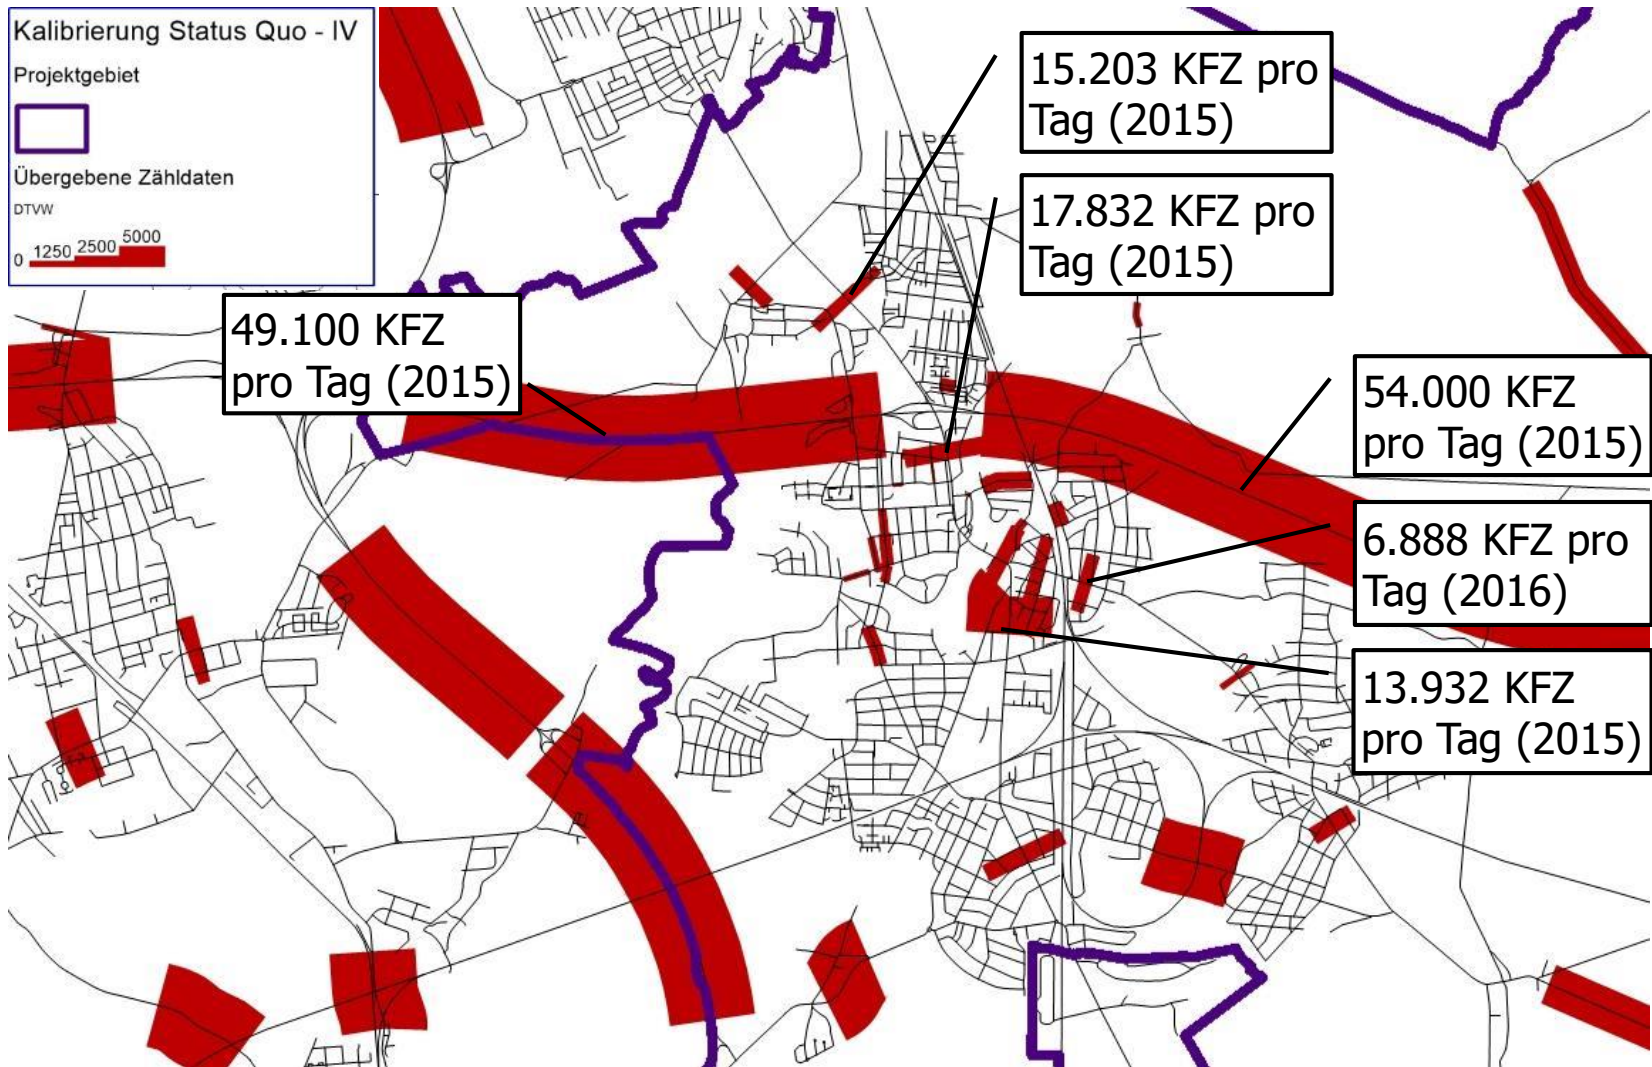 Kalibrierung Status Quo - IV
Projektgebiet
Übergebene Zähldaten
DTVW
0 1250 2500 5000
15.203 KFZ pro
Tag (2015)
17.832 KFZ pro
Tag (2015)
49.100 KFZ
pro Tag (2015)
54.000 KFZ
pro Tag (2015)
6.888 KFZ pro
Tag (2016)
13.932 KFZ
pro Tag (2015)